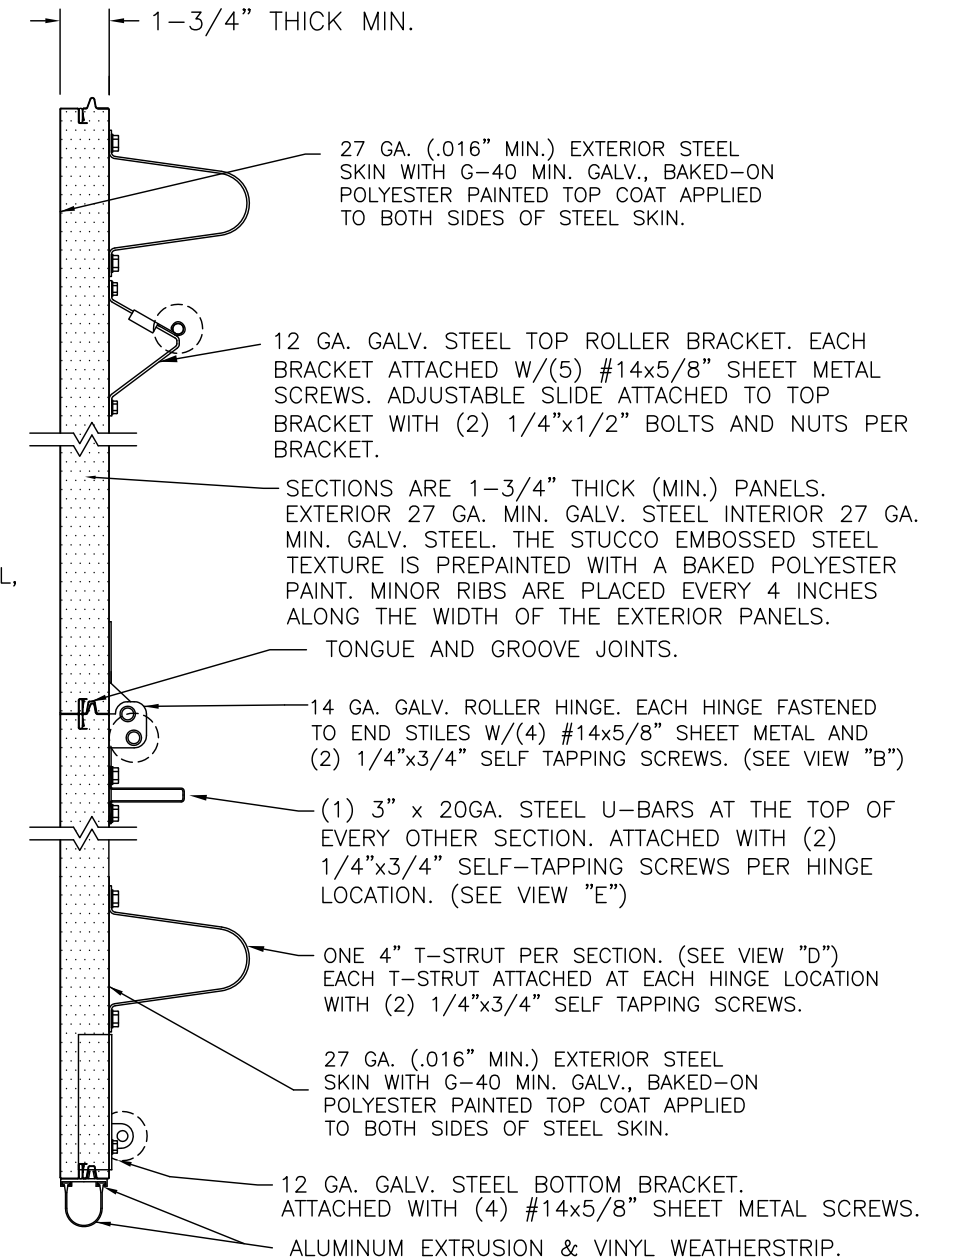 1-3/4" THICK MIN.
27 GA. (.016" MIN.) EXTERIOR STEEL
SKIN WITH G-40 MIN. GALV., BAKED-ON
POLYESTER PAINTED TOP COAT APPLIED
TO BOTH SIDES OF STEEL SKIN.
12 GA. GALV. STEEL TOP ROLLER BRACKET. EACH
BRACKET ATTACHED W/(5) #14x5/8" SHEET METAL
SCREWS. ADJUSTABLE SLIDE ATTACHED TO TOP
BRACKET WITH (2) 1/4"x1/2" BOLTS AND NUTS PER
BRACKET.
SECTIONS ARE 1-3/4" THICK (MIN.) PANELS.
EXTERIOR 27 GA. MIN. GALV. STEEL INTERIOR 27 GA.
MIN. GALV. STEEL. THE STUCCO EMBOSSED STEEL
TEXTURE IS PREPAINTED WITH A BAKED POLYESTER
PAINT. MINOR RIBS ARE PLACED EVERY 4 INCHES
ALONG THE WIDTH OF THE EXTERIOR PANELS.
L,
TONGUE AND GROOVE JOINTS.
14 GA. GALV. ROLLER HINGE. EACH HINGE FASTENED
TO END STILES W/(4) #14x5/8" SHEET METAL AND
(2) 1/4"x3/4" SELF TAPPING SCREWS. (SEE VIEW "B")
(1) 3" x 20GA. STEEL U-BARS AT THE TOP OF
EVERY OTHER SECTION. ATTACHED WITH (2)
1/4"x3/4" SELF-TAPPING SCREWS PER HINGE
LOCATION. (SEE VIEW "E")
ONE 4" T-STRUT PER SECTION. (SEE VIEW "D")
EACH T-STRUT ATTACHED AT EACH HINGE LOCATION
WITH (2) 1/4"x3/4" SELF TAPPING SCREWS.
27 GA. (.016" MIN.) EXTERIOR STEEL
SKIN WITH G-40 MIN. GALV., BAKED-ON
POLYESTER PAINTED TOP COAT APPLIED
TO BOTH SIDES OF STEEL SKIN.
12 GA. GALV. STEEL BOTTOM BRACKET.
ATTACHED WITH (4) #14x5/8" SHEET METAL SCREWS.
ALUMINUM EXTRUSION & VINYL WEATHERSTRIP.